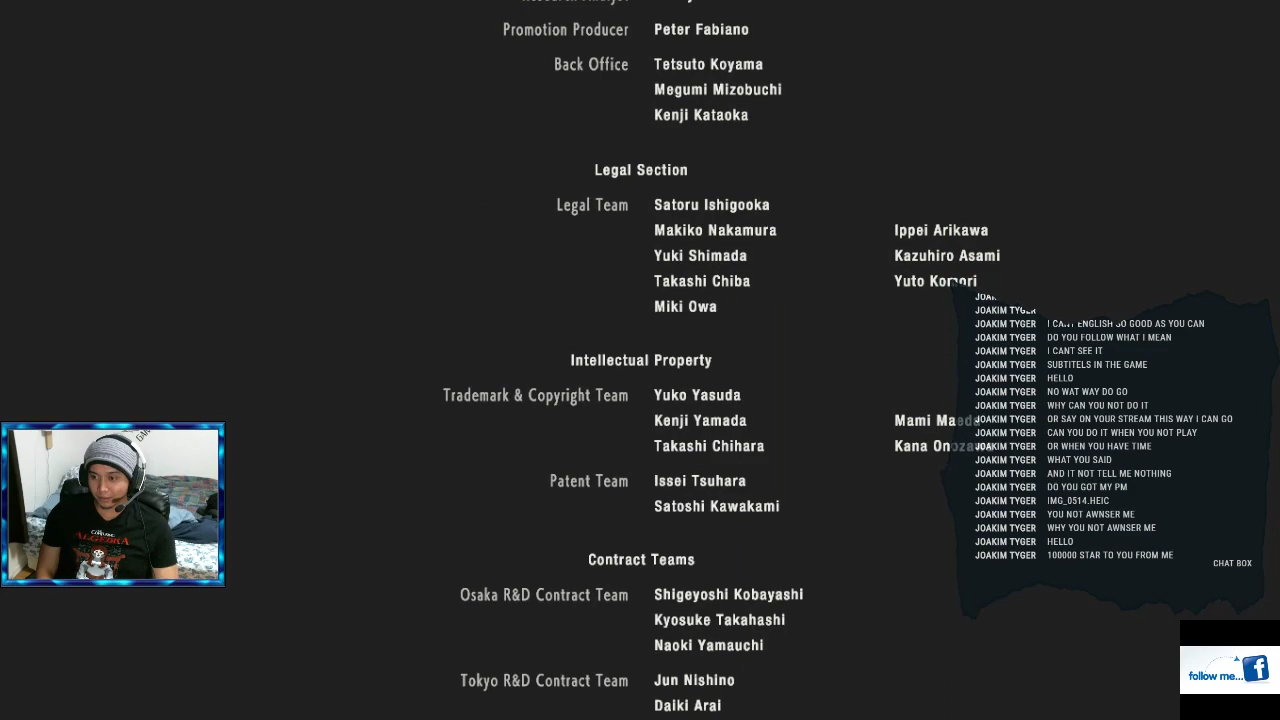 Promotion Producer Peter Fabiano
Back Office Tetsuto Koyama
Megumi Mizobuchi
Kenji Kataoka
Legal Section
Legal Team Satoru Ishigooka
Makiko Nakamura Ippei Arikawa
Yuki Shimada Kazuhiro Asami
Takashi Chiba Yuto Komori
Miki Owa
Intellectual Property
Trademark & Copyright Team Yuko Yasuda
Kenji Yamada Mami Maeda
Takashi Chihara Kana Onozawa
Patent Team Issei Tsuhara
Satoshi Kawakami
Contract Teams
Osaka R&D Contract Team Shigeyoshi Kobayashi
Kyosuke Takahashi
Naoki Yamauchi
Tokyo R&D Contract Team Jun Nishino
Daiki Arai
JOAKIM TYGER
JOAKIM TYGER I CANT ENGLISH SO GOOD AS YOU CAN
JOAKIM TYGER DO YOU FOLLOW WHAT I MEAN
JOAKIM TYGER I CANT SEE IT
JOAKIM TYGER SUBTITELS IN THE GAME
JOAKIM TYGER HELLO
JOAKIM TYGER NO WAT WAY DO GO
JOAKIM TYGER WHY CAN YOU NOT DO IT
JOAKIM TYGER OR SAY ON YOUR STREAM THIS WAY I CAN GO
JOAKIM TYGER CAN YOU DO IT WHEN YOU NOT PLAY
JOAKIM TYGER OR WHEN YOU HAVE TIME
JOAKIM TYGER WHAT YOU SAID
JOAKIM TYGER AND IT NOT TELL ME NOTHING
JOAKIM TYGER DO YOU GOT MY PM
JOAKIM TYGER IMG_0514.HEIC
JOAKIM TYGER YOU NOT AWNSER ME
JOAKIM TYGER WHY YOU NOT AWNSER ME
JOAKIM TYGER HELLO
JOAKIM TYGER 100000 STAR TO YOU FROM ME
CHAT BOX
ALGEBRA
follow me... f